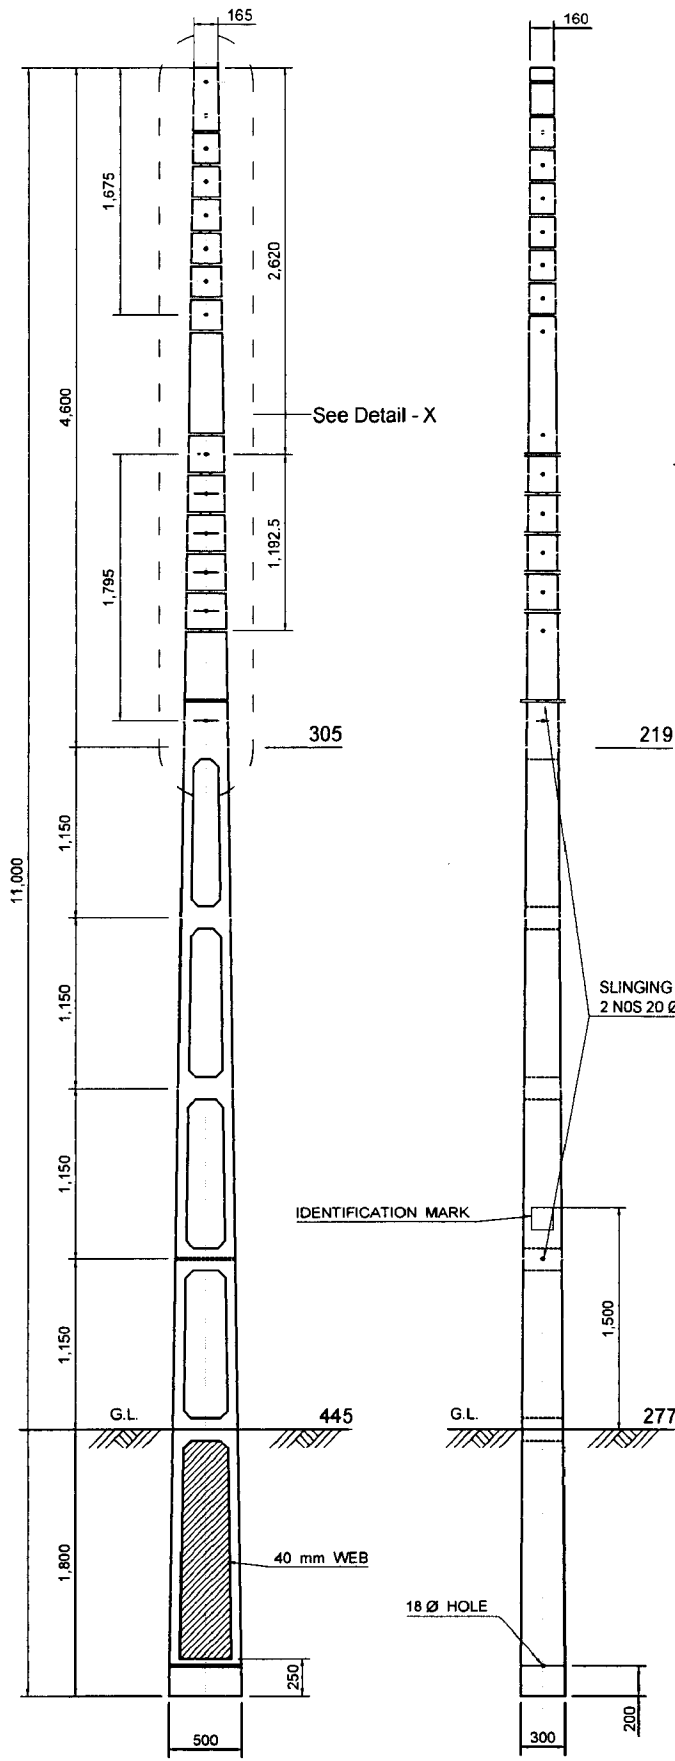 165
160
1,675
2,620
4,600
See Detail - X
1,795
1,192.5
305
219
1,150
11,000
SLINGING
2 N0S 20 Ø
1,150
1,150
IDENTIFICATION MARK
1,500
1,150
G.L.
445
G.L.
277
1,800
40 mm WEB
18 Ø HOLE
250
200
500
300